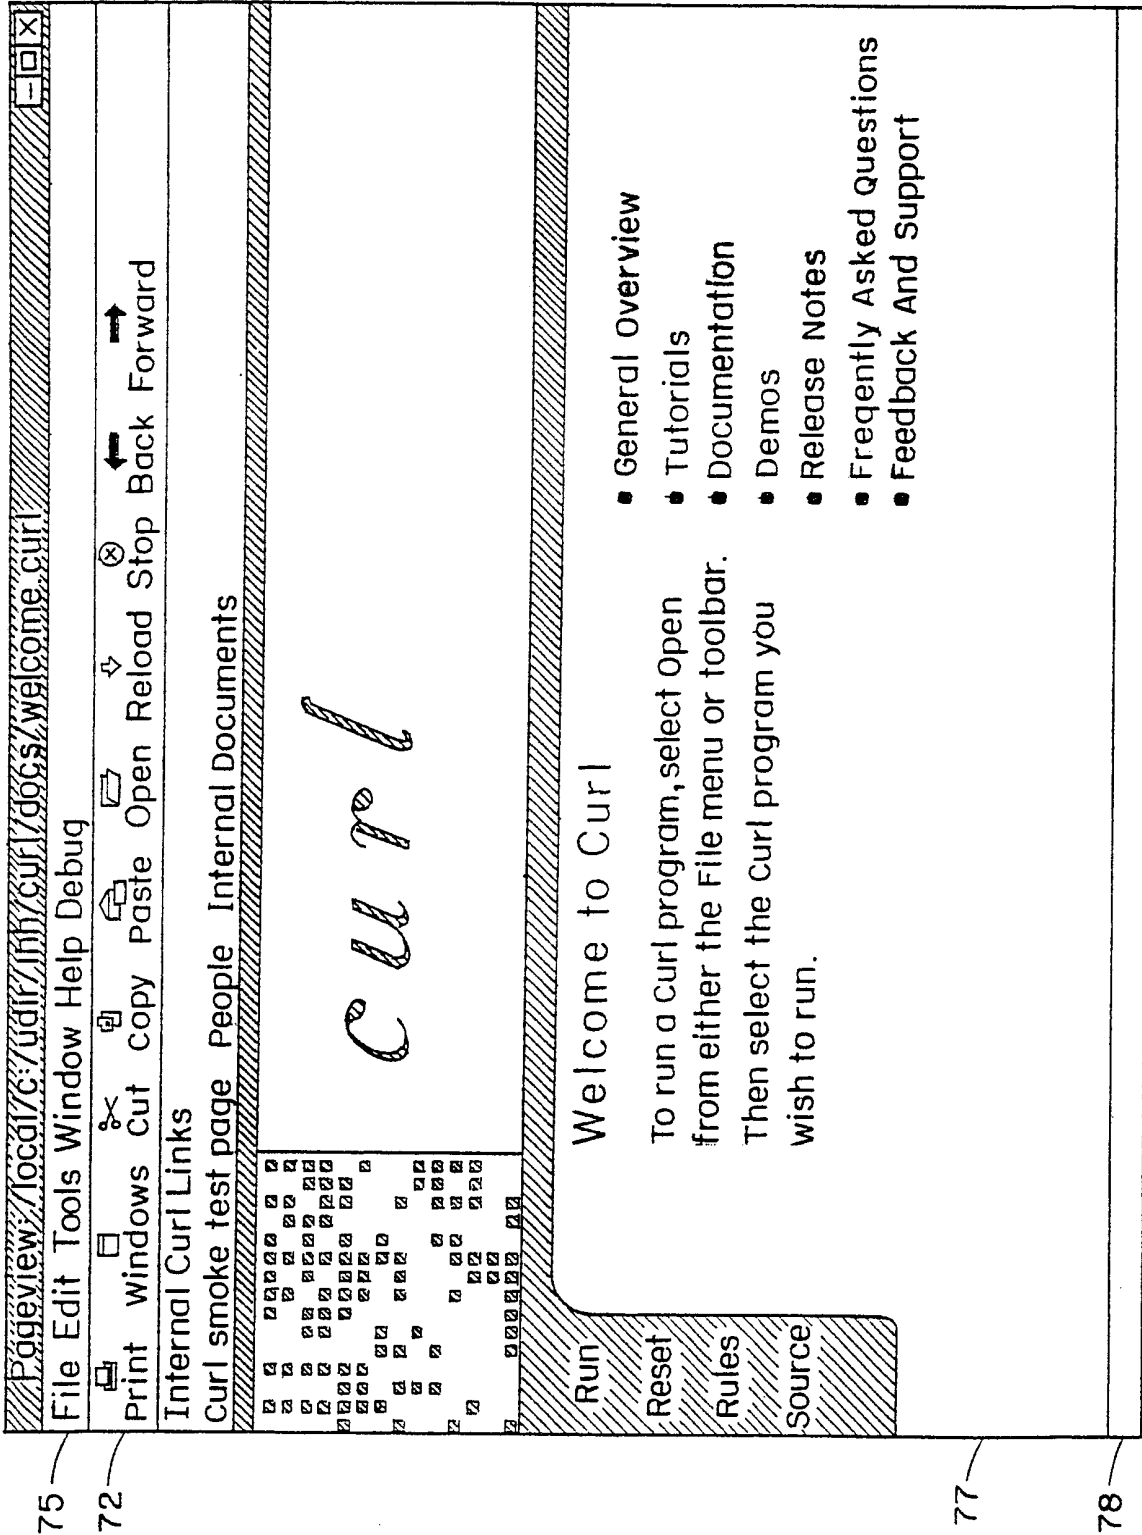 Pageview:/local/c:/udir/lnh/curl/docs/welcome.curl
File Edit Tools Window Help Debug
Print Windows Cut Copy Paste Open Reload Stop Back Forward
Internal Curl Links
Curl smoke test page People Internal Documents
Curl
Run
Reset
Rules
Source
Welcome to Curl
To run a Curl program, select Open
from either the File menu or toolbar.
Then select the Curl program you
wish to run.
General Overview
Tutorials
Documentation
Demos
Release Notes
Freqently Asked Questions
Feedback And Support
75
72
77
78